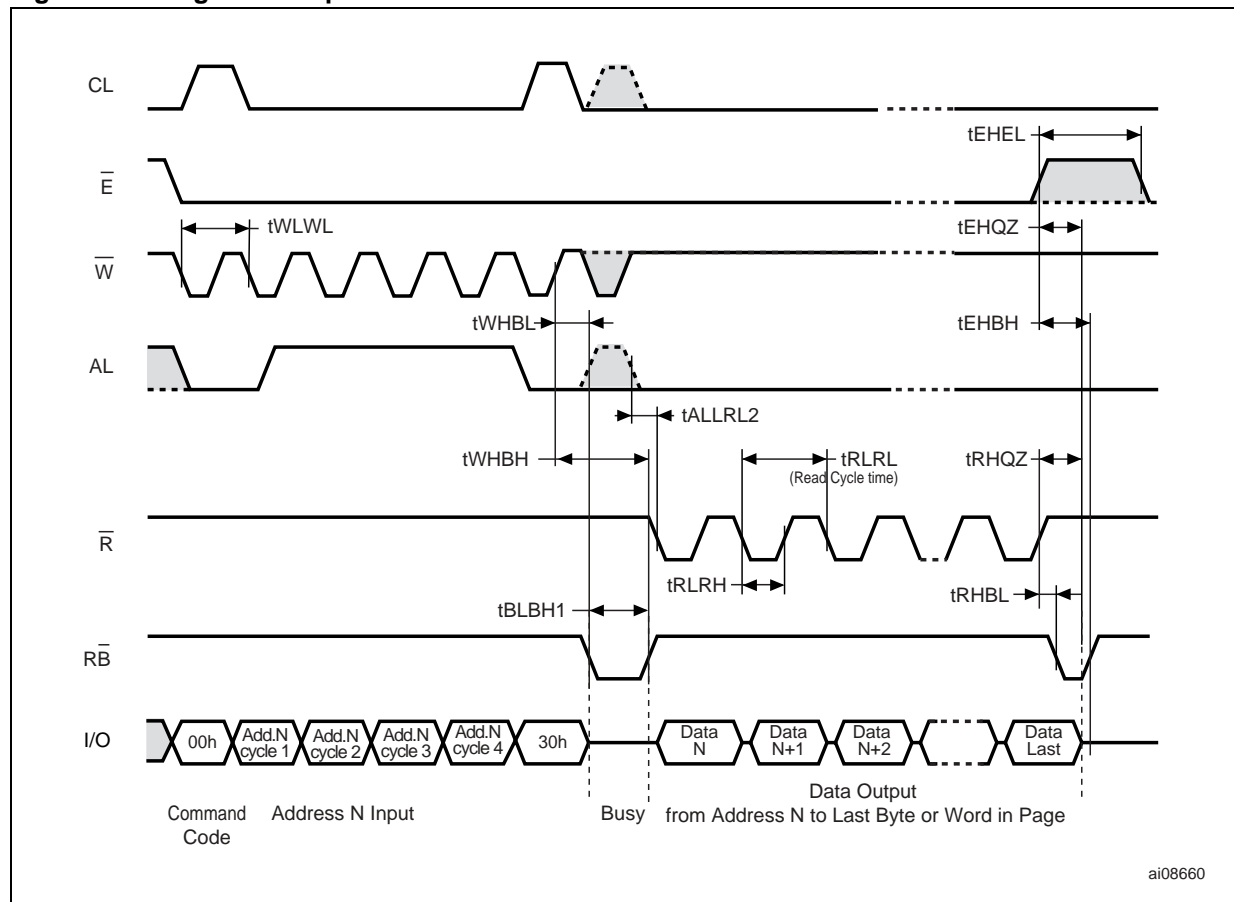 CL
tEHEL
E
tWLWL
tEHQZ
W
tWHBL
tEHBH
AL
tALLRL2
tWHBH
tRLRL
(Read Cycle time)
tRHQZ
R
tRLRH
tRHBL
tBLBH1
RB
I/O
00h
Add.N
cycle 1
Add.N
cycle 2
Add.N
cycle 3
Add.N
cycle 4
30h
Data
N
Data
N+1
Data
N+2
Data
Last
Command
Code
Address N Input
Busy
Data Output
from Address N to Last Byte or Word in Page
ai08660